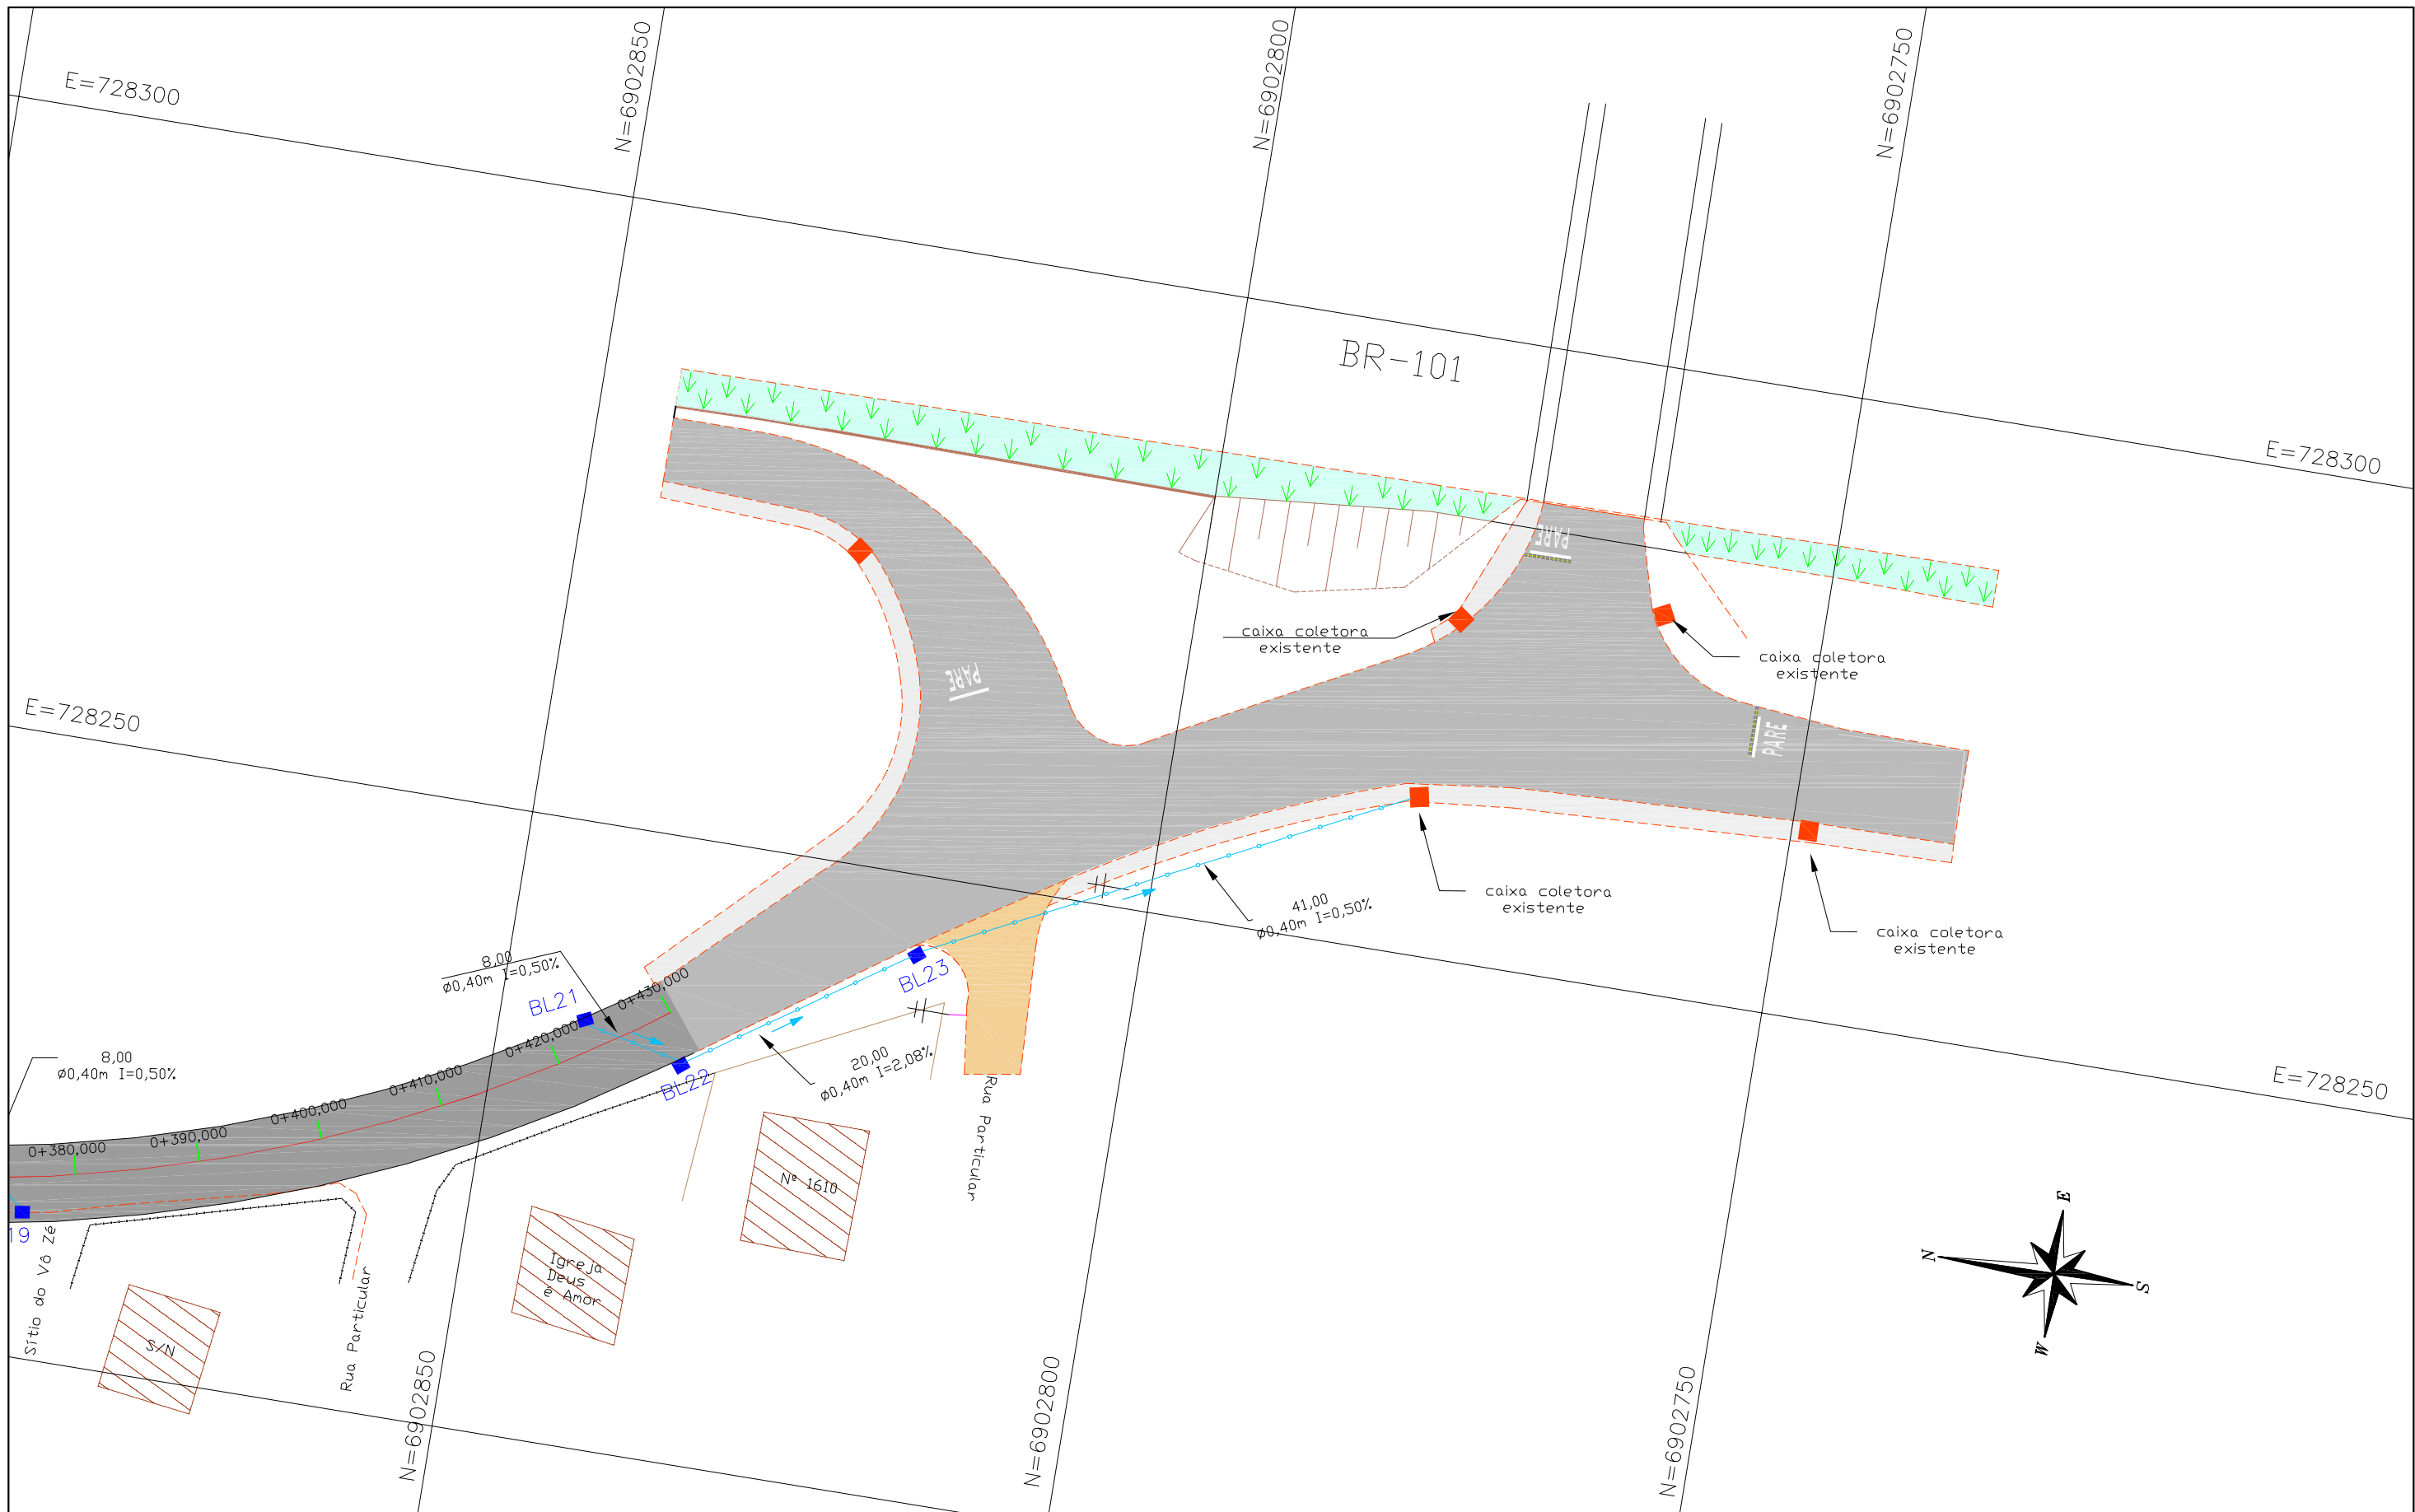 N=6902850
N=6902800
N=6902750
E=728300
BR-101
E=728300
PARE
caixa coletora
existente
caixa coletora
existente
PARE
E=728250
PARE
caixa coletora
existente
41,00
ø0,40m I=0,50%
caixa coletora
existente
8,00
ø0,40m I=0,50%
BL21
0+430,000
BL23
0+420,000
8,00
ø0,40m I=0,50%
20,00
ø0,40m I=2,08%
BL22
0+410,000
0+400,000
0+390,000
0+380,000
E=728250
Rua Particular
Nº 1610
19
Sítio do Vô Zé
Igreja
Deus
é Amor
S/N
Rua Particular
N=6902850
N=6902800
N=6902750
E
N
S
W